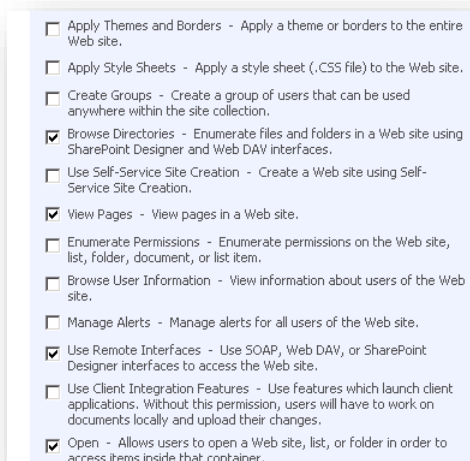 Apply Themes and Borders - Apply a theme or borders to the entire
Web site.
Apply Style Sheets - Apply a style sheet (.CSS file) to the Web site.
Create Groups - Create a group of users that can be used
anywhere within the site collection.
Browse Directories - Enumerate files and folders in a Web site using
SharePoint Designer and Web DAV interfaces.
Use Self-Service Site Creation - Create a Web site using Self-
Service Site Creation.
View Pages - View pages in a Web site.
Enumerate Permissions - Enumerate permissions on the Web site,
list, folder, document, or list item.
Browse User Information - View information about users of the Web
site.
Manage Alerts - Manage alerts for all users of the Web site.
Use Remote Interfaces - Use SOAP, Web DAV, or SharePoint
Designer interfaces to access the Web site.
Use Client Integration Features - Use features which launch client
applications. Without this permission, users will have to work on
documents locally and upload their changes.
Open - Allows users to open a Web site, list, or folder in order to
access items inside that container.